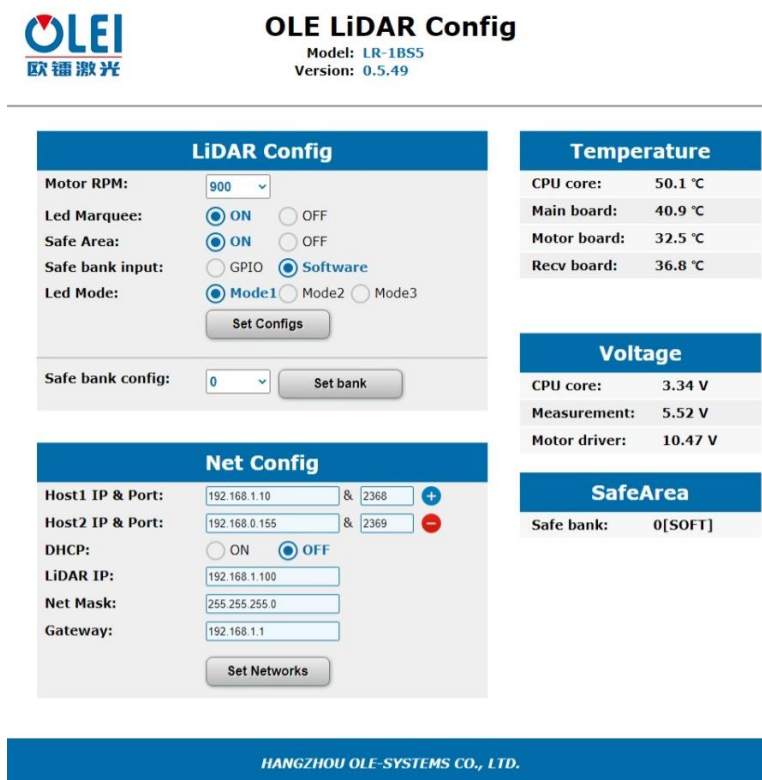 OLEI
欧镭激光
OLE LiDAR Config
Model: LR-1BS5
Version: 0.5.49
LiDAR Config
Motor RPM: 900
Led Marquee: ON OFF
Safe Area: ON OFF
Safe bank input: GPIO Software
Led Mode: Mode1 Mode2 Mode3
Set Configs
Safe bank config: 0 Set bank
Net Config
Host1 IP & Port: 192.168.1.10 & 2368
Host2 IP & Port: 192.168.0.155 & 2369
DHCP: ON OFF
LiDAR IP: 192.168.1.100
Net Mask: 255.255.255.0
Gateway: 192.168.1.1
Set Networks
Temperature
CPU core: 50.1 ℃
Main board: 40.9 ℃
Motor board: 32.5 ℃
Recv board: 36.8 ℃
Voltage
CPU core: 3.34 V
Measurement: 5.52 V
Motor driver: 10.47 V
SafeArea
Safe bank: 0[SOFT]
HANGZHOU OLE-SYSTEMS CO., LTD.